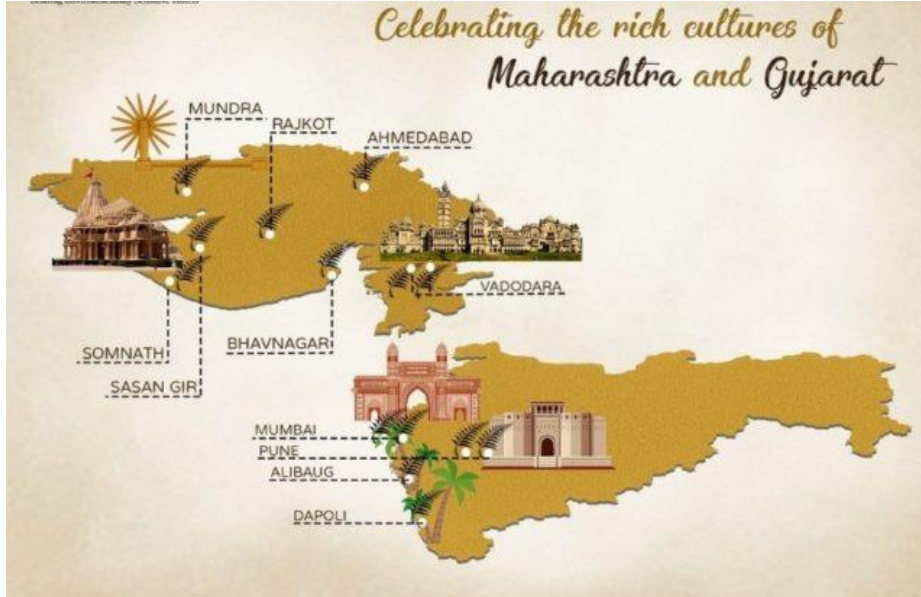 Celebrating the rich cultures of
Maharashtra and Gujarat
MUNDRA
RAJKOT
AHMEDABAD
VADODARA
BHAVNAGAR
SOMNATH
SASAN GIR
MUMBAI
PUNE
ALIBAUG
DAPOLI